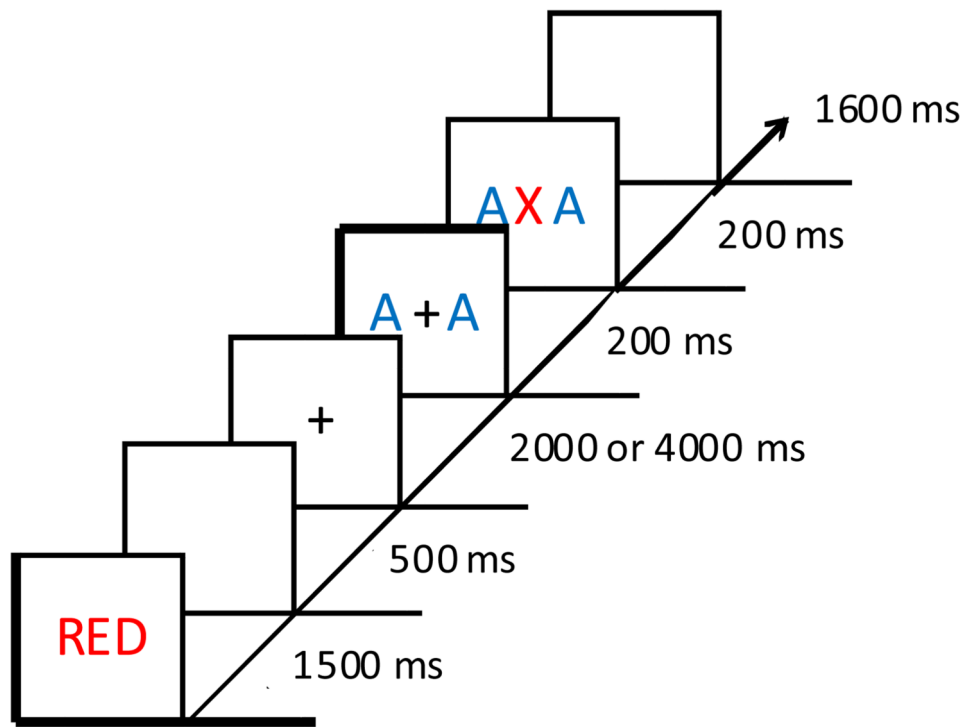 1600 ms
A X A
200 ms
A + A
200 ms
+
2000 or 4000 ms
500 ms
RED
1500 ms